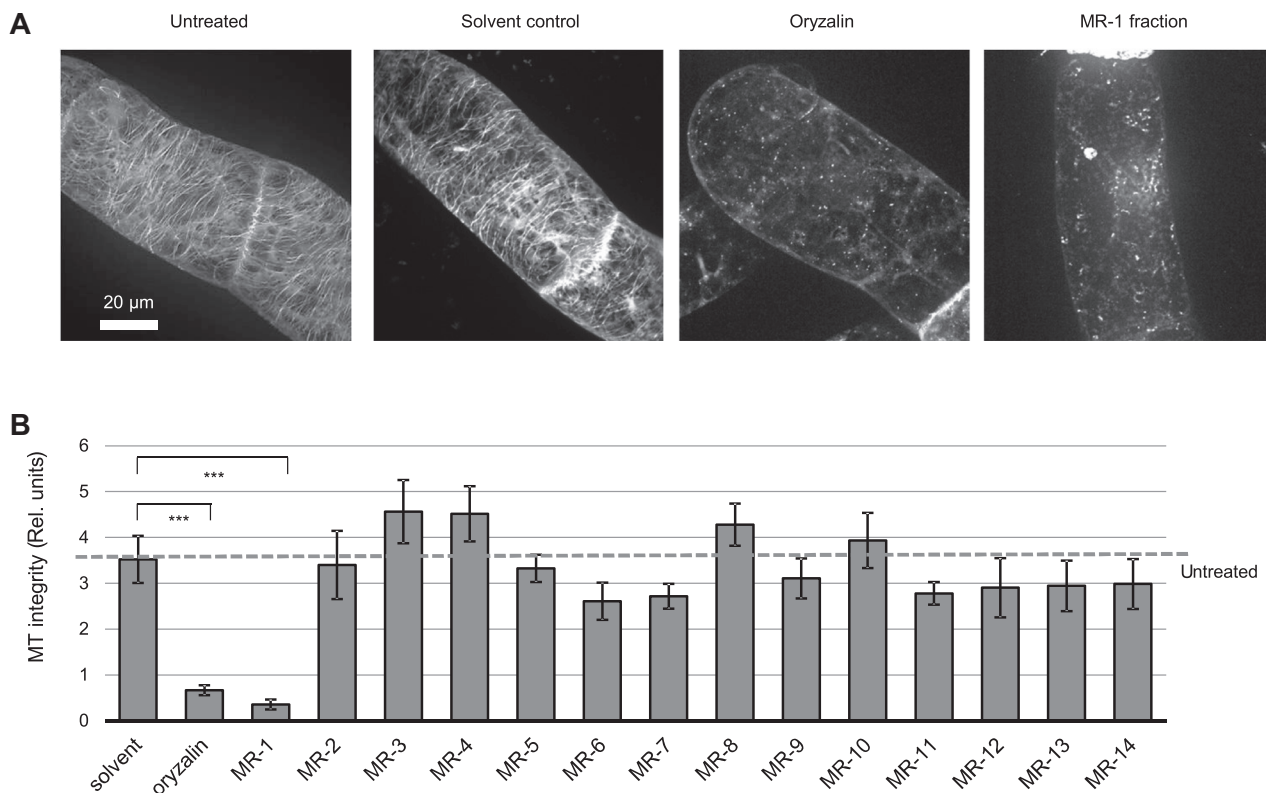 A
Untreated
Solvent control
Oryzalin
MR-1 fraction
20 µm
B
MT integrity (Rel. units)
6
5
4
3
2
1
0
***
***
Untreated
solvent
oryzalin
MR-1
MR-2
MR-3
MR-4
MR-5
MR-6
MR-7
MR-8
MR-9
MR-10
MR-11
MR-12
MR-13
MR-14